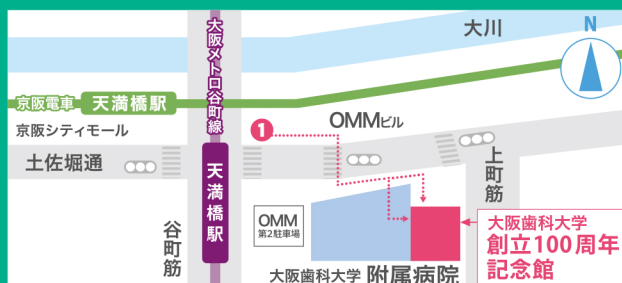 大川
N
大阪メトロ谷町線
京阪電車 天満橋駅
京阪シティモール
1
OMMビル
土佐堀通
天満橋駅
上町筋
谷町筋
OMM
第2駐車場
大阪歯科大学
創立100周年
記念館
大阪歯科大学 附属病院